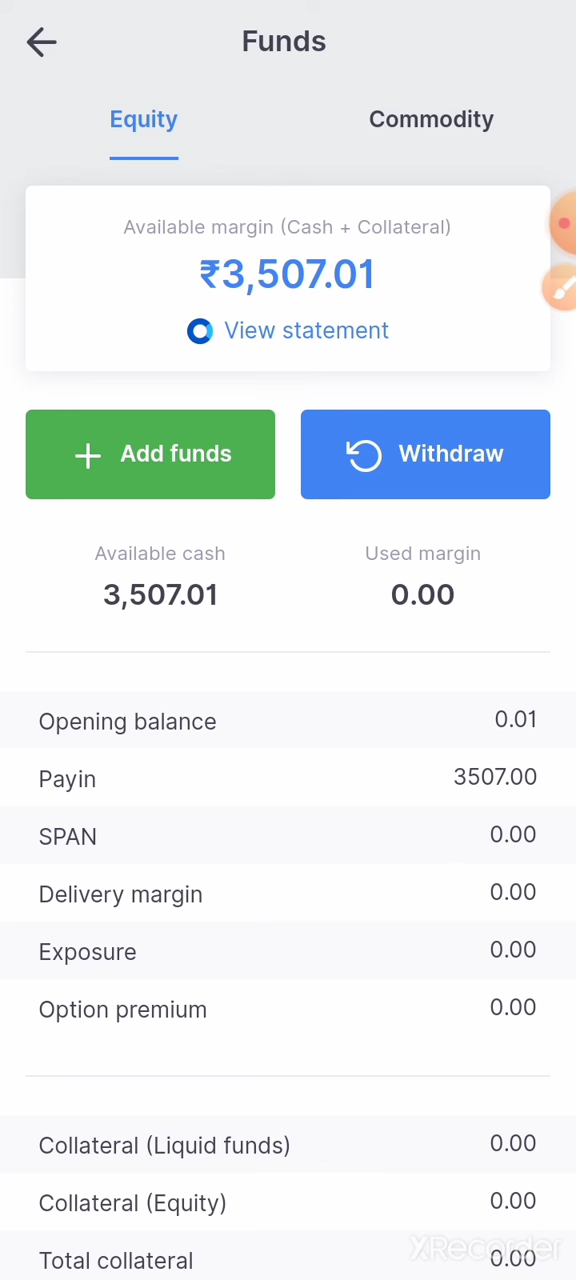 Funds
Equity Commodity
Available margin (Cash + Collateral)
₹3,507.01
View statement
Add funds Withdraw
Available cash Used margin
3,507.01 0.00
Opening balance 0.01
Payin 3507.00
SPAN 0.00
Delivery margin 0.00
Exposure 0.00
Option premium 0.00
Collateral (Liquid funds) 0.00
Collateral (Equity) 0.00
XRecorder
Total collateral 0.00